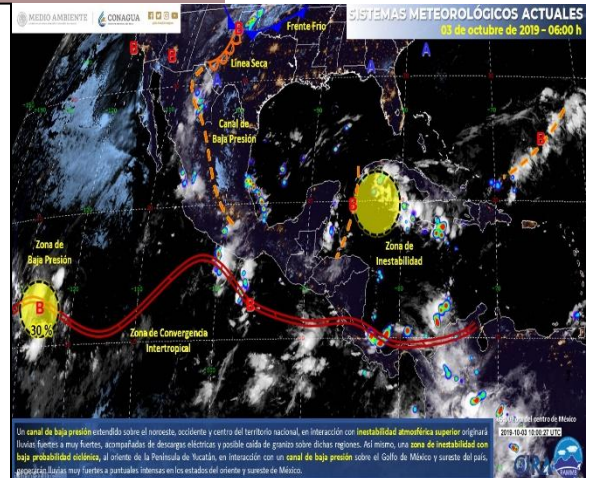 MEDIO AMBIENTE
CONAGUA
SISTEMAS METEOROLÓGICOS ACTUALES
03 de octubre de 2019 – 06:00 h
B
Frente Frío
A
B
B
Línea Seca
A
Canal de
Baja Presión
B
B
Zona de
Baja Presión
Zona de
Inestabilidad
B
30 %
B
Zona de Convergencia
Intertropical
Un canal de baja presión extendido sobre el noroeste, occidente y centro del territorio nacional, en interacción con inestabilidad atmosférica superior originará
lluvias fuertes a muy fuertes, acompañadas de descargas eléctricas y posible caída de granizo sobre dichas regiones. Así mismo, una zona de inestabilidad con
baja probabilidad ciclónica, al oriente de la Península de Yucatán, en interacción con un canal de baja presión sobre el Golfo de México y sureste del país,
generarán lluvias muy fuertes a puntuales intensas en los estados del oriente y sureste de México.
del centro de México
2019-10-03 10:00:27 UTC